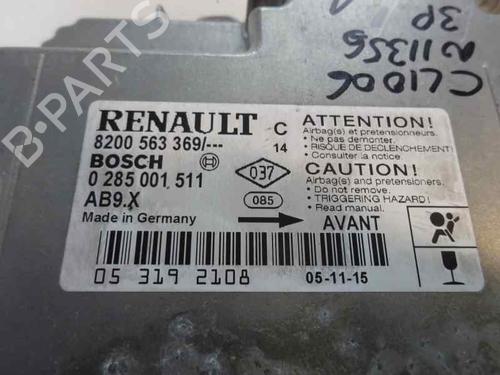 CLIO 06
N11356
3P
B-PARTS
RENAULT C
8200 563 369/--- 14
BOSCH
0 285 001 511
AB9.X
Made in Germany
037
085
ATTENTION!
Airbag(s) et pretensionneurs.
• Ne pas demonter.
• RISQUE DE DECLENCHEMENT!
• Consulter la notice.
CAUTION!
Airbag(s) and pretensioners.
• Do not remove.
• TRIGGERING HAZARD!
• Read manual.
AVANT
05 319 2108
05-11-15